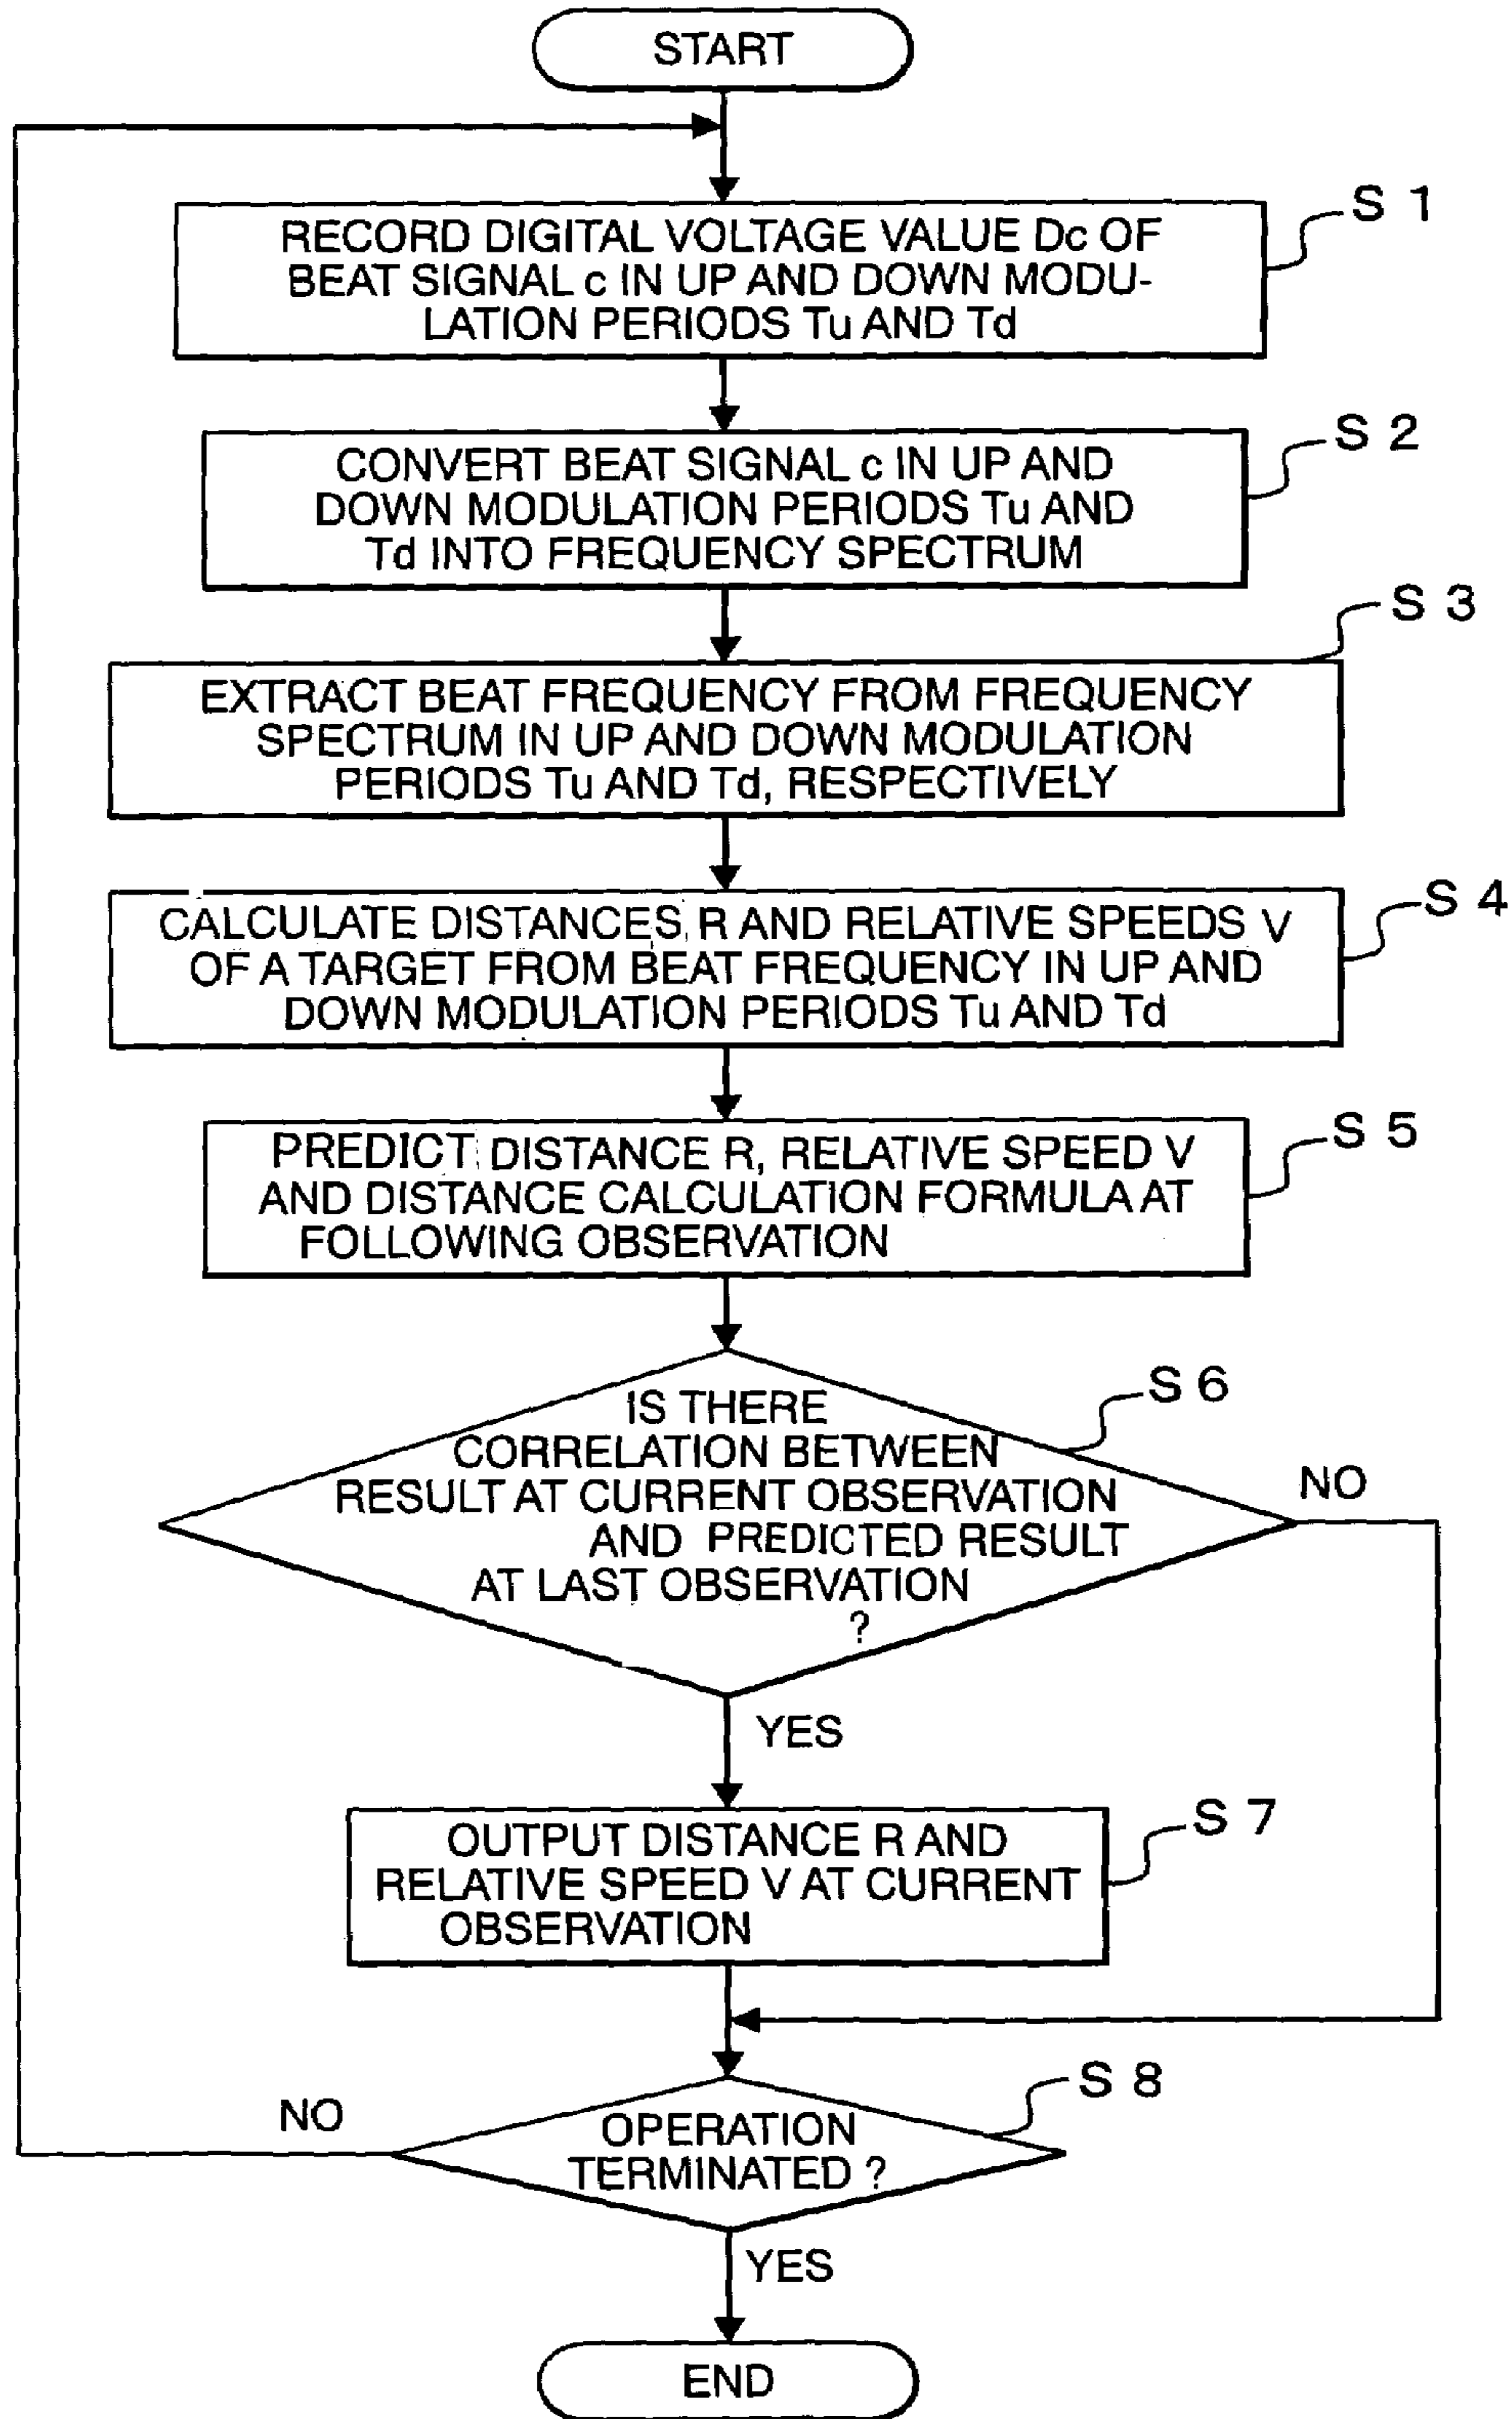 START
S 1
RECORD DIGITAL VOLTAGE VALUE Dc OF
BEAT SIGNAL c IN UP AND DOWN MODU-
LATION PERIODS Tu AND Td
S 2
CONVERT BEAT SIGNAL c IN UP AND
DOWN MODULATION PERIODS Tu AND
Td INTO FREQUENCY SPECTRUM
S 3
EXTRACT BEAT FREQUENCY FROM FREQUENCY
SPECTRUM IN UP AND DOWN MODULATION
PERIODS Tu AND Td, RESPECTIVELY
S 4
CALCULATE DISTANCES R AND RELATIVE SPEEDS V
OF A TARGET FROM BEAT FREQUENCY IN UP AND
DOWN MODULATION PERIODS Tu AND Td
S 5
PREDICT DISTANCE R, RELATIVE SPEED V
AND DISTANCE CALCULATION FORMULA AT
FOLLOWING OBSERVATION
S 6
IS THERE
CORRELATION BETWEEN
RESULT AT CURRENT OBSERVATION
AND PREDICTED RESULT
AT LAST OBSERVATION
?
NO
YES
S 7
OUTPUT DISTANCE R AND
RELATIVE SPEED V AT CURRENT
OBSERVATION
S 8
NO
OPERATION
TERMINATED ?
YES
END